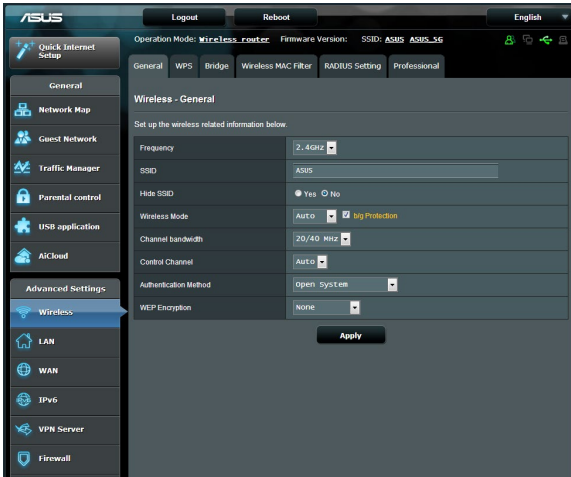 ASUS
Logout
Reboot
English
Quick Internet
Setup
Operation Mode: Wireless router Firmware Version: SSID: ASUS ASUS_5G
General WPS Bridge Wireless MAC Filter RADIUS Setting Professional
General
Network Map
Guest Network
Traffic Manager
Parental control
USB application
AiCloud
Advanced Settings
Wireless
LAN
WAN
IPv6
VPN Server
Firewall
Wireless - General
Set up the wireless related information below.
Frequency 2.4GHz
SSID ASUS
Hide SSID Yes No
Wireless Mode Auto b/g Protection
Channel bandwidth 20/40 MHz
Control Channel Auto
Authentication Method Open System
WEP Encryption None
Apply